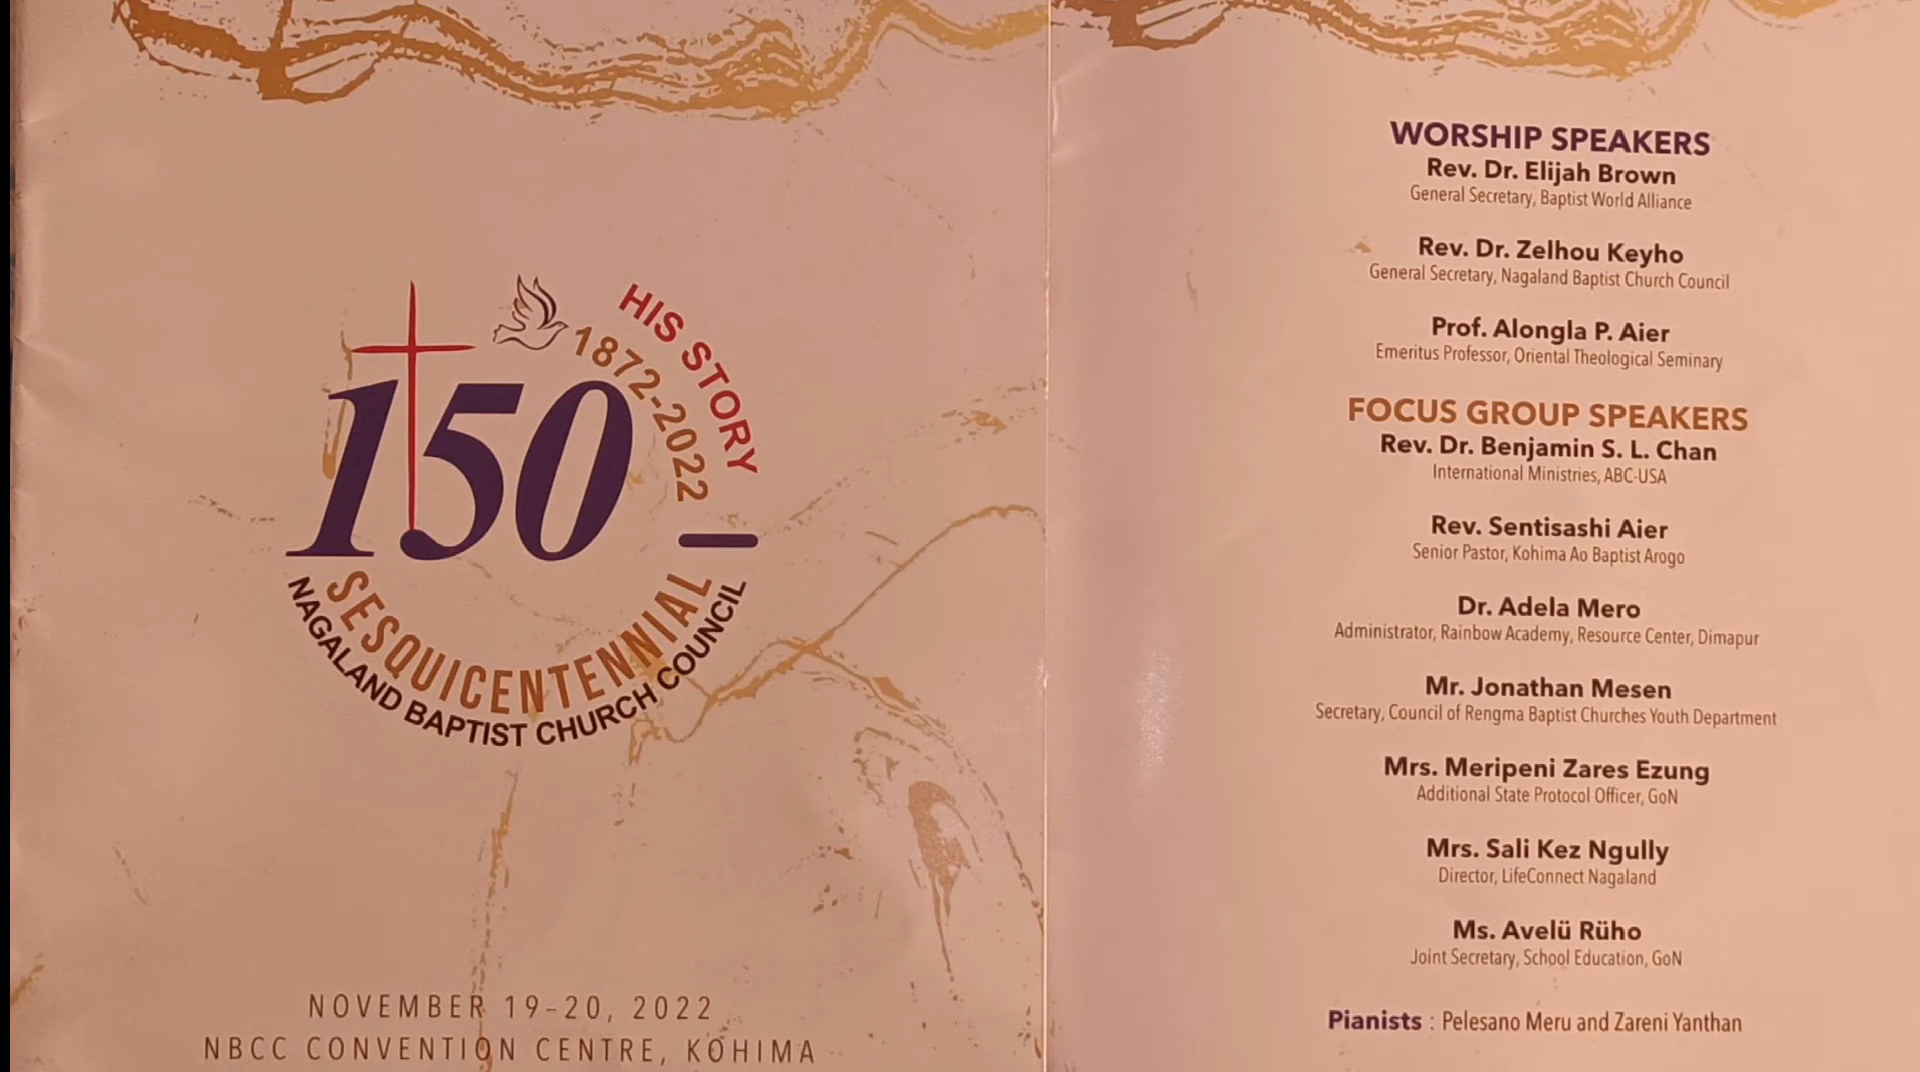 HIS STORY
1872-2022
150
SESQUICENTENNIAL
NAGALAND BAPTIST CHURCH COUNCIL
NOVEMBER 19-20, 2022
NBCC CONVENTION CENTRE, KOHIMA
WORSHIP SPEAKERS
Rev. Dr. Elijah Brown
General Secretary, Baptist World Alliance
Rev. Dr. Zelhou Keyho
General Secretary, Nagaland Baptist Church Council
Prof. Alongla P. Aier
Emeritus Professor, Oriental Theological Seminary
FOCUS GROUP SPEAKERS
Rev. Dr. Benjamin S. L. Chan
International Ministries, ABC-USA
Rev. Sentisashi Aier
Senior Pastor, Kohima Ao Baptist Arogo
Dr. Adela Mero
Administrator, Rainbow Academy, Resource Center, Dimapur
Mr. Jonathan Mesen
Secretary, Council of Rengma Baptist Churches Youth Department
Mrs. Meripeni Zares Ezung
Additional State Protocol Officer, GoN
Mrs. Sali Kez Ngully
Director, LifeConnect Nagaland
Ms. Avelü Rüho
Joint Secretary, School Education, GoN
Pianists : Pelesano Meru and Zareni Yanthan